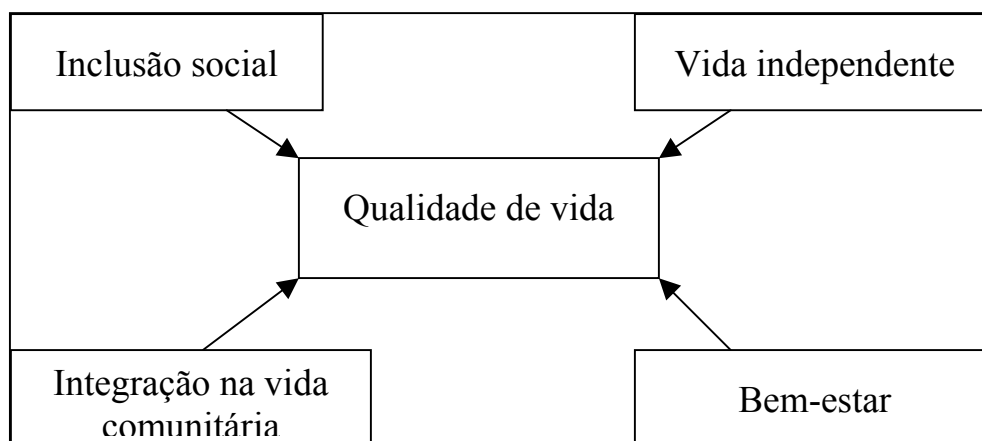 Inclusão social
Vida independente
Qualidade de vida
Integração na vida
comunitária
Bem-estar